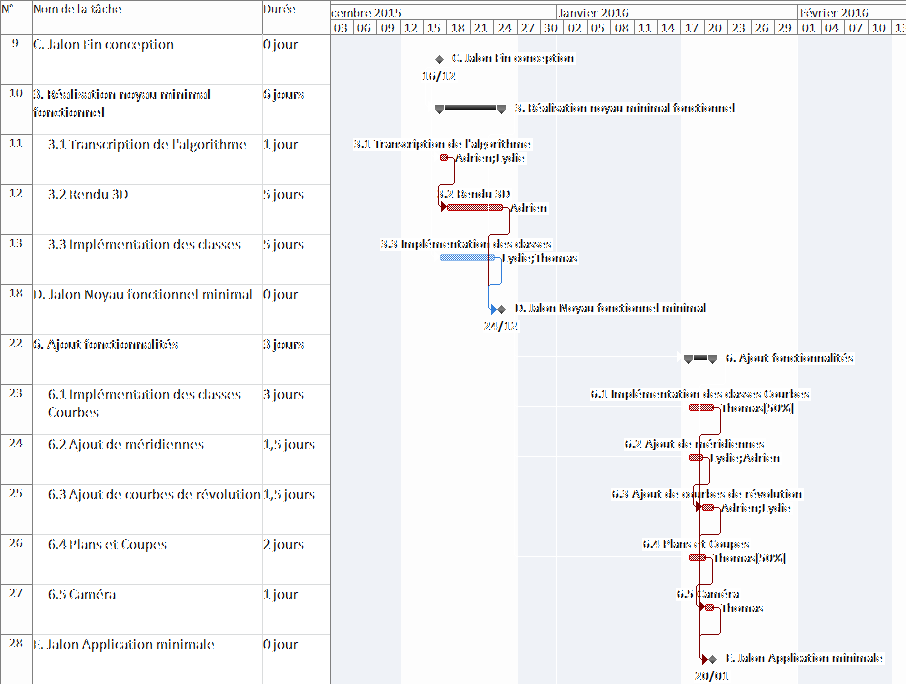 N° Nom de la tâche Durée
cembre 2015 Janvier 2016 Février 2016
03 06 09 12 15 18 21 24 27 30 02 05 08 11 14 17 20 23 26 29 01 04 07 10 13
9 C. Jalon Fin conception 0 jour
C. Jalon Fin conception
16/12
10 3. Réalisation noyau minimal fonctionnel 6 jours
3. Réalisation noyau minimal fonctionnel
11 3.1 Transcription de l'algorithme 1 jour
3.1 Transcription de l'algorithme
Adrien;Lydie
12 3.2 Rendu 3D 5 jours
3.2 Rendu 3D
Adrien
13 3.3 Implémentation des classes 5 jours
3.3 Implémentation des classes
Lydie;Thomas
18 D. Jalon Noyau fonctionnel minimal 0 jour
D. Jalon Noyau fonctionnel minimal
24/12
22 6. Ajout fonctionnalités 3 jours
6. Ajout fonctionnalités
23 6.1 Implémentation des classes Courbes 3 jours
6.1 Implémentation des classes Courbes
Thomas[50%]
24 6.2 Ajout de méridiennes 1,5 jours
6.2 Ajout de méridiennes
Lydie;Adrien
25 6.3 Ajout de courbes de révolution 1,5 jours
6.3 Ajout de courbes de révolution
Adrien;Lydie
26 6.4 Plans et Coupes 2 jours
6.4 Plans et Coupes
Thomas[50%]
27 6.5 Caméra 1 jour
6.5 Caméra
Thomas
28 E. Jalon Application minimale 0 jour
E. Jalon Application minimale
20/01